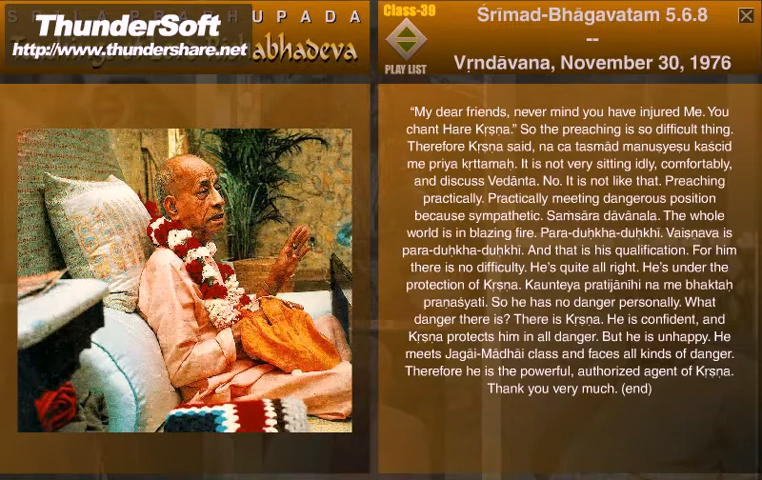 SRILA PRABHUPADA
ThunderSoft
http://www.thundershare.net
abhadeva
Class-39
PLAY LIST
Śrīmad-Bhāgavatam 5.6.8
--
Vṛndāvana, November 30, 1976
“My dear friends, never mind you have injured Me. You
chant Hare Kṛṣṇa.” So the preaching is so difficult thing.
Therefore Kṛṣṇa said, na ca tasmād manuṣyeṣu kaścid
me priya kṛttamaḥ. It is not very sitting idly, comfortably,
and discuss Vedānta. No. It is not like that. Preaching
practically. Practically meeting dangerous position
because sympathetic. Saṁsāra dāvānala. The whole
world is in blazing fire. Para-duḥkha-duḥkhī. Vaiṣṇava is
para-duḥkha-duḥkhī. And that is his qualification. For him
there is no difficulty. He's quite all right. He's under the
protection of Kṛṣṇa. Kaunteya pratijānīhi na me bhaktaḥ
praṇaśyati. So he has no danger personally. What
danger there is? There is Kṛṣṇa. He is confident, and
Kṛṣṇa protects him in all danger. But he is unhappy. He
meets Jagāi-Mādhāi class and faces all kinds of danger.
Therefore he is the powerful, authorized agent of Kṛṣṇa.
Thank you very much. (end)